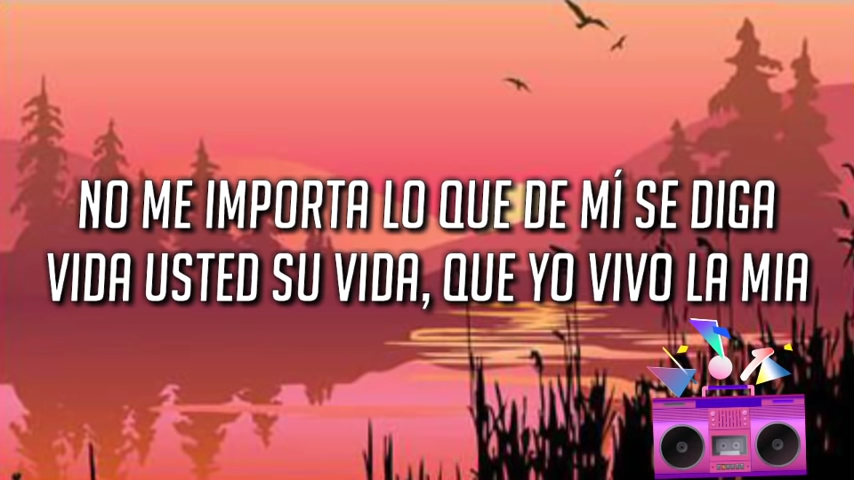 NO ME IMPORTA LO QUE DE MÍ SE DIGA
VIDA USTED SU VIDA, QUE YO VIVO LA MIA